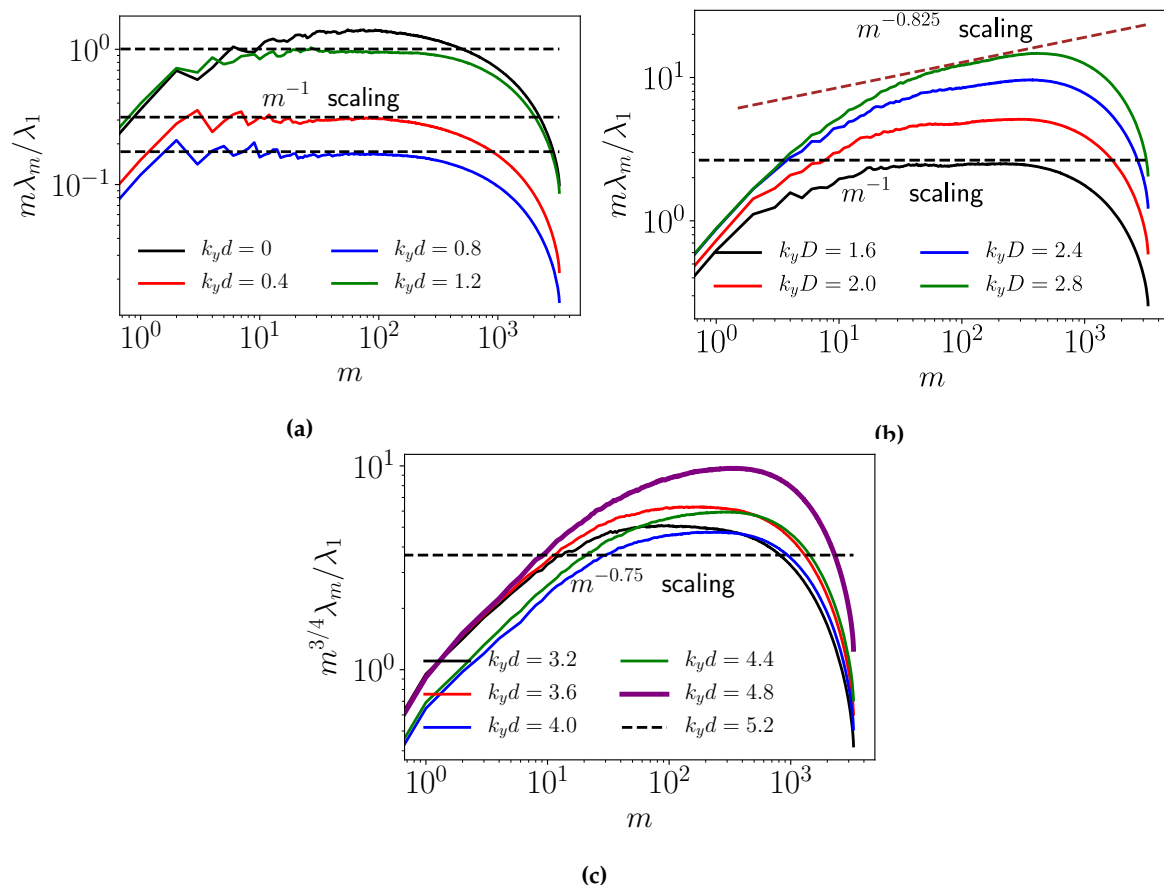 10^0
10^{-1}
mλ_m/λ_1
m^{-1} scaling
k_y d = 0
k_y d = 0.4
k_y d = 0.8
k_y d = 1.2
10^0
10^1
10^2
10^3
m
(a)
10^1
10^0
mλ_m/λ_1
m^{-0.825} scaling
m^{-1} scaling
k_y D = 1.6
k_y D = 2.0
k_y D = 2.4
k_y D = 2.8
10^0
10^1
10^2
10^3
m
(b)
10^1
10^0
m^{3/4}λ_m/λ_1
m^{-0.75} scaling
k_y d = 3.2
k_y d = 3.6
k_y d = 4.0
k_y d = 4.4
k_y d = 4.8
k_y d = 5.2
10^0
10^1
10^2
10^3
m
(c)